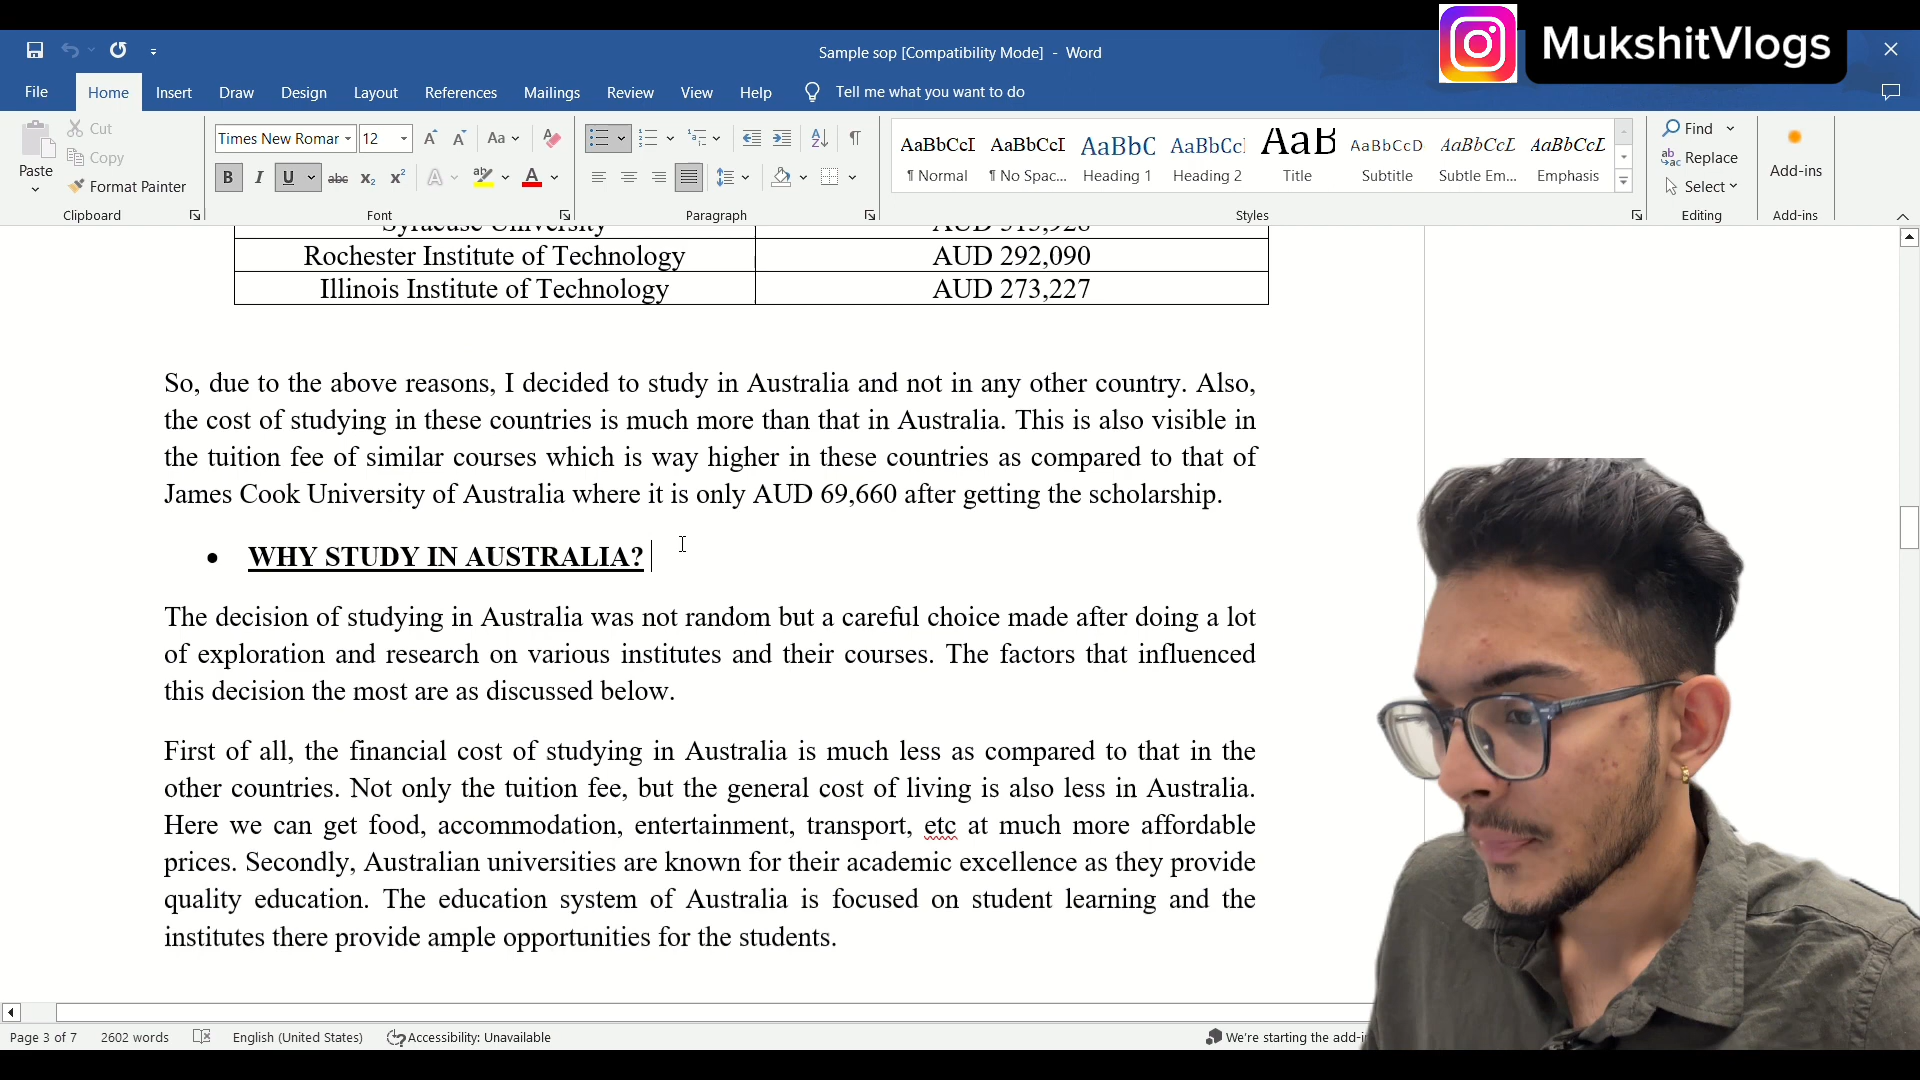 MukshitVlogs
Sample sop [Compatibility Mode] - Word
File Home Insert Draw Design Layout References Mailings Review View Help Tell me what you want to do
Paste
Cut
Copy
Format Painter
Clipboard
Times New Romar 12
Aa
B I U abc x₂ x² A A
Font
Paragraph
AaBbCcI AaBbCcI AaBbC AaBbCc AaB AaBbCcD AaBbCcL AaBbCcL
¶ Normal ¶ No Spac... Heading 1 Heading 2 Title Subtitle Subtle Em... Emphasis
Styles
Find
Replace
Select
Editing
Add-ins
Add-ins
Syracuse University AUD 313,928
Rochester Institute of Technology AUD 292,090
Illinois Institute of Technology AUD 273,227
So, due to the above reasons, I decided to study in Australia and not in any other country. Also,
the cost of studying in these countries is much more than that in Australia. This is also visible in
the tuition fee of similar courses which is way higher in these countries as compared to that of
James Cook University of Australia where it is only AUD 69,660 after getting the scholarship.
• WHY STUDY IN AUSTRALIA?
The decision of studying in Australia was not random but a careful choice made after doing a lot
of exploration and research on various institutes and their courses. The factors that influenced
this decision the most are as discussed below.
First of all, the financial cost of studying in Australia is much less as compared to that in the
other countries. Not only the tuition fee, but the general cost of living is also less in Australia.
Here we can get food, accommodation, entertainment, transport, etc at much more affordable
prices. Secondly, Australian universities are known for their academic excellence as they provide
quality education. The education system of Australia is focused on student learning and the
institutes there provide ample opportunities for the students.
Page 3 of 7 2602 words English (United States) Accessibility: Unavailable We're starting the add-i